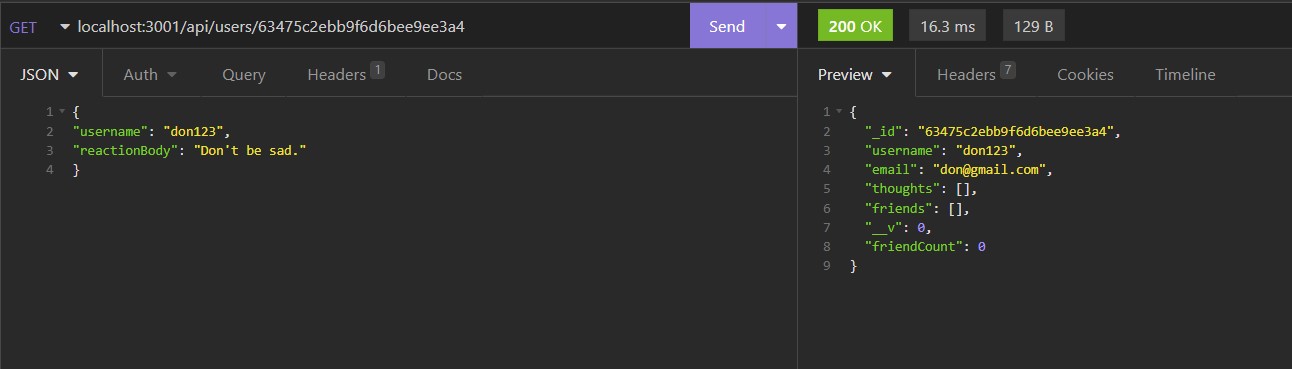 GET localhost:3001/api/users/63475c2ebb9f6d6bee9ee3a4 Send 200 OK 16.3 ms 129 B
JSON Auth Query Headers 1 Docs Preview Headers 7 Cookies Timeline
1 {
2 "username": "don123",
3 "reactionBody": "Don't be sad."
4 }
1 {
2 "_id": "63475c2ebb9f6d6bee9ee3a4",
3 "username": "don123",
4 "email": "don@gmail.com",
5 "thoughts": [],
6 "friends": [],
7 "__v": 0,
8 "friendCount": 0
9 }